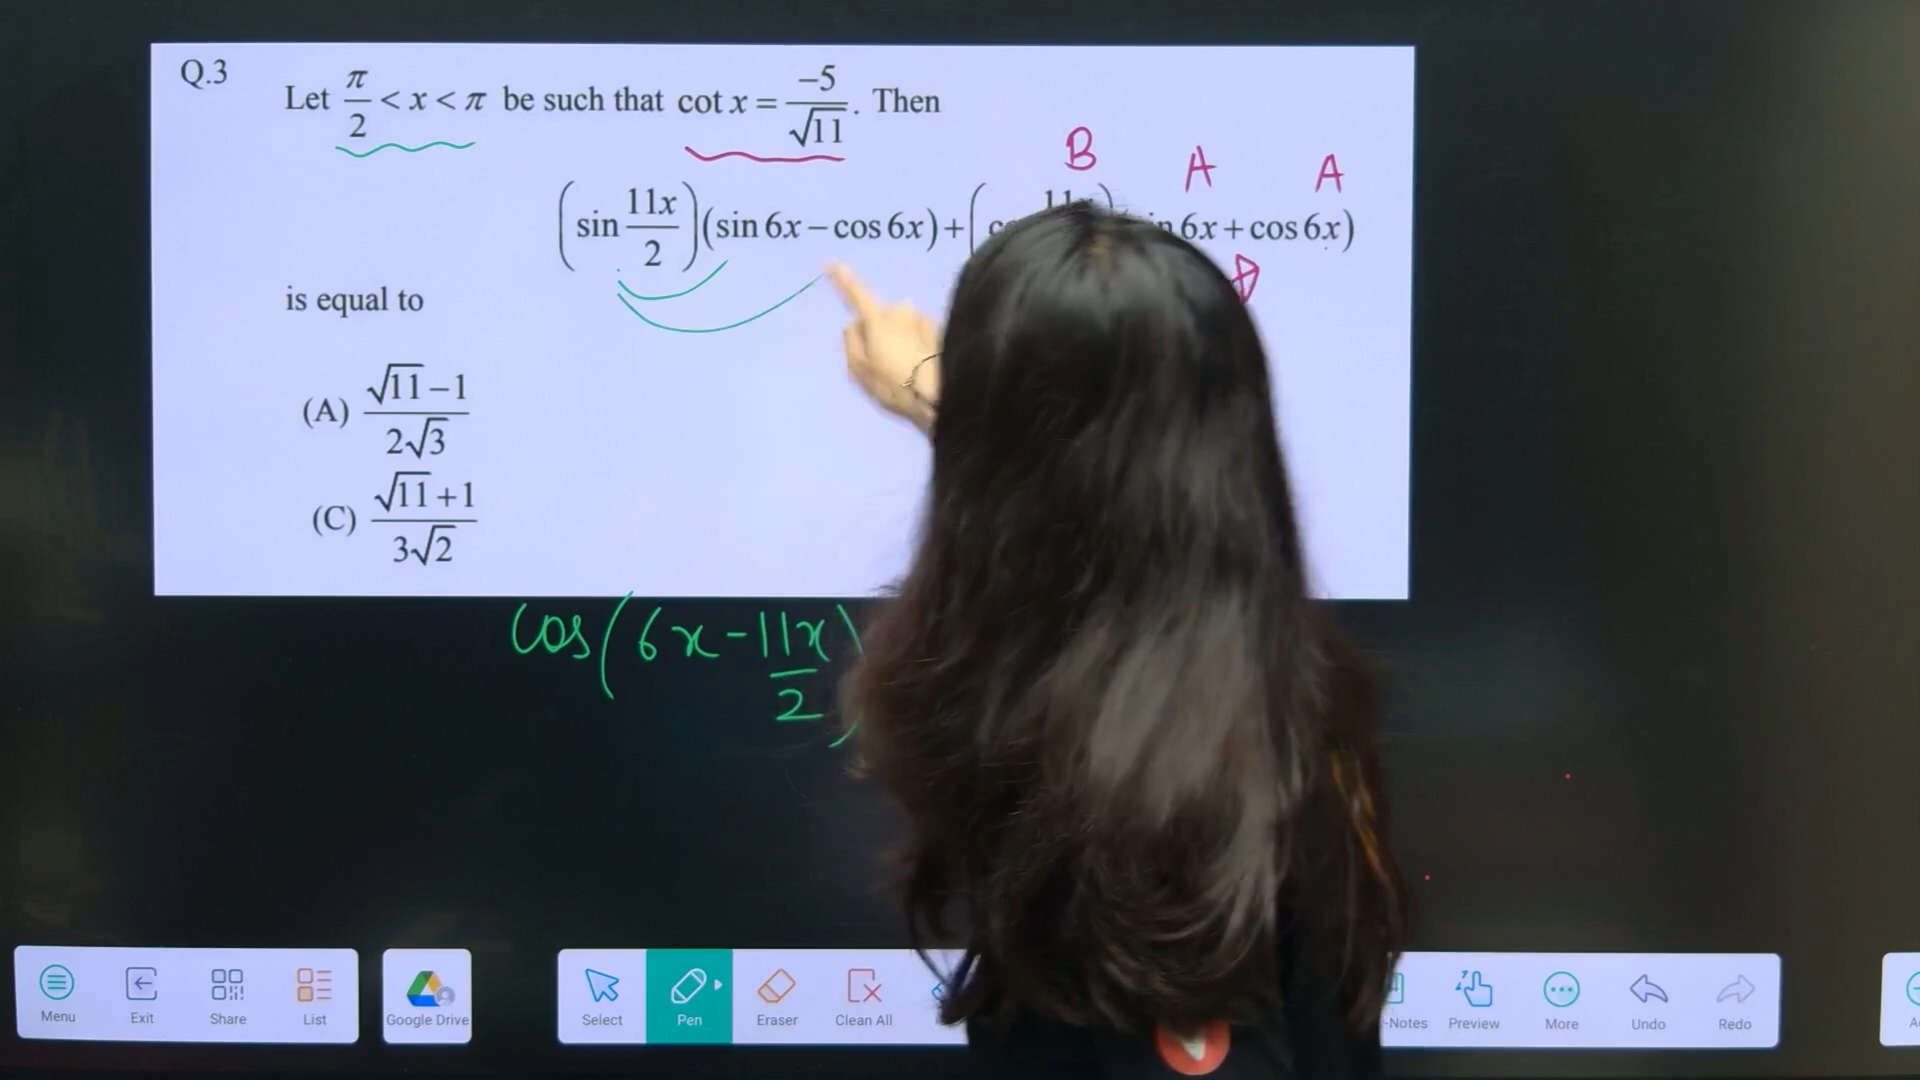 Q.3 Let π/2 < x < π be such that cot x = -5/√11. Then
B A A
(sin 11x/2)(sin 6x − cos 6x) + ( 6x + cos 6x)
is equal to
(A) (√11 − 1)/(2√3)
(C) (√11 + 1)/(3√2)
cos(6x − 11x/2)
Menu Exit Share List Google Drive Select Pen Eraser Clean All -Notes Preview More Undo Redo